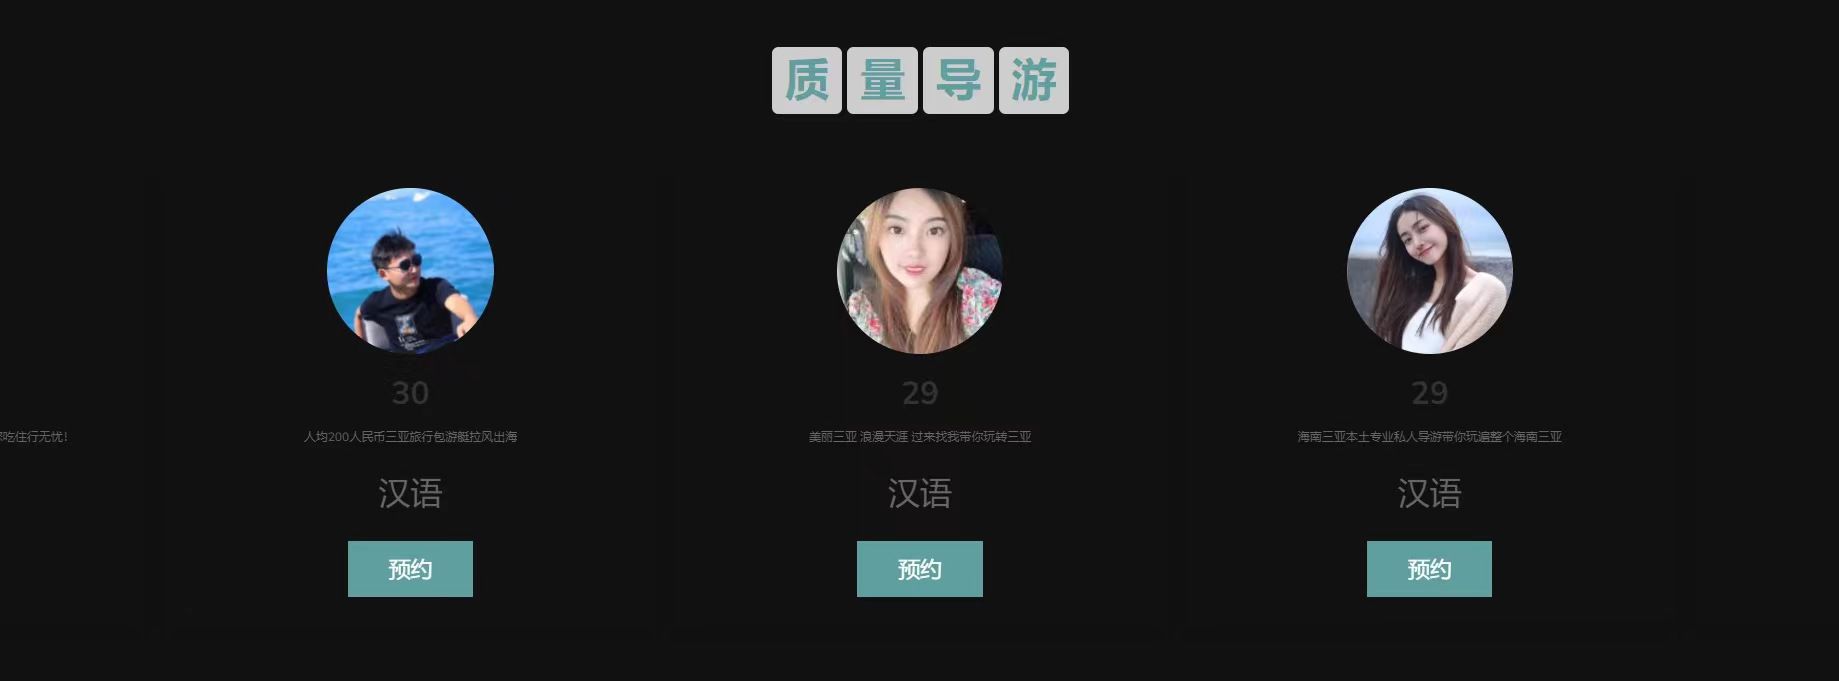 质量导游
吃住行无忧!
30
人均200人民币三亚旅行包游艇拉风出海
汉语
预约
29
美丽三亚 浪漫天涯 过来找我带你玩转三亚
汉语
预约
29
海南三亚本土专业私人导游带你玩遍整个海南三亚
汉语
预约